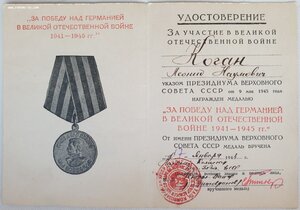 „ЗА ПОБЕДУ НАД ГЕРМАНИЕЙ
В ВЕЛИКОЙ ОТЕЧЕСТВЕННОЙ ВОЙНЕ
1941—1945 гг.“
УДОСТОВЕРЕНИЕ
ЗА УЧАСТИЕ В ВЕЛИКОЙ
ОТЕЧЕСТВЕННОЙ ВОЙНЕ
Коган
Леонид Наумович
УКАЗОМ ПРЕЗИДИУМА ВЕРХОВНОГО
СОВЕТА СССР от 9 мая 1945 года
НАГРАЖДЕН МЕДАЛЬЮ
„ЗА ПОБЕДУ НАД ГЕРМАНИЕЙ
В ВЕЛИКОЙ ОТЕЧЕСТВЕННОЙ
ВОЙНЕ 1941—1945 гг.“
От имени ПРЕЗИДИУМА ВЕРХОВНОГО
СОВЕТА СССР МЕДАЛЬ ВРУЧЕНА
января